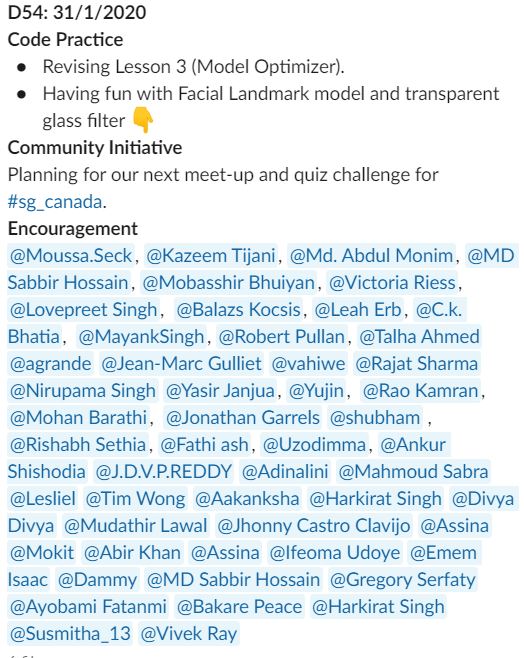 D54: 31/1/2020
Code Practice
● Revising Lesson 3 (Model Optimizer).
● Having fun with Facial Landmark model and transparent
glass filter 👇
Community Initiative
Planning for our next meet-up and quiz challenge for
#sg_canada.
Encouragement
@Moussa.Seck, @Kazeem Tijani, @Md. Abdul Monim, @MD
Sabbir Hossain, @Mobasshir Bhuiyan, @Victoria Riess,
@Lovepreet Singh, @Balazs Kocsis, @Leah Erb, @C.k.
Bhatia, @MayankSingh, @Robert Pullan, @Talha Ahmed
@agrande @Jean-Marc Gulliet @vahiwe @Rajat Sharma
@Nirupama Singh @Yasir Janjua, @Yujin, @Rao Kamran,
@Mohan Barathi, @Jonathan Garrels @shubham ,
@Rishabh Sethia, @Fathi ash, @Uzodimma, @Ankur
Shishodia @J.D.V.P.REDDY @Adinalini @Mahmoud Sabra
@Lesliel @Tim Wong @Aakanksha @Harkirat Singh @Divya
Divya @Mudathir Lawal @Jhonny Castro Clavijo @Assina
@Mokit @Abir Khan @Assina @Ifeoma Udoye @Emem
Isaac @Dammy @MD Sabbir Hossain @Gregory Serfaty
@Ayobami Fatanmi @Bakare Peace @Harkirat Singh
@Susmitha_13 @Vivek Ray